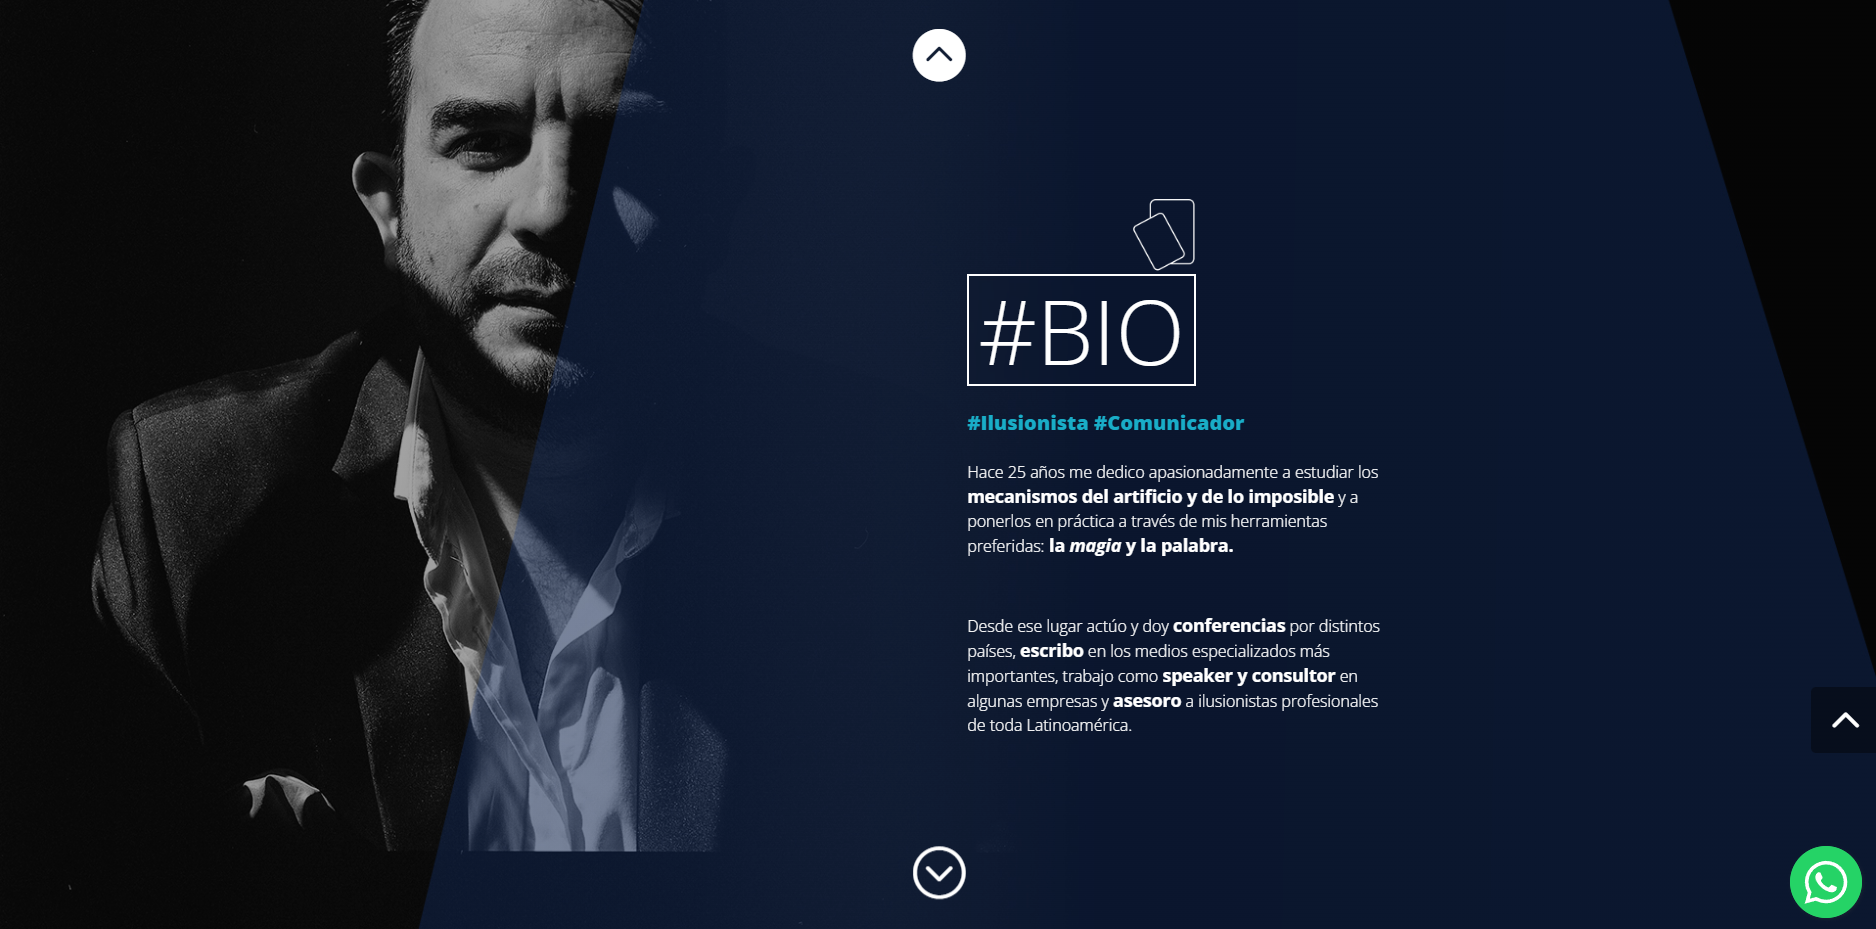 #BIO
#Ilusionista #Comunicador
Hace 25 años me dedico apasionadamente a estudiar los
mecanismos del artificio y de lo imposible y a
ponerlos en práctica a través de mis herramientas
preferidas: la magia y la palabra.
Desde ese lugar actúo y doy conferencias por distintos
países, escribo en los medios especializados más
importantes, trabajo como speaker y consultor en
algunas empresas y asesoro a ilusionistas profesionales
de toda Latinoamérica.